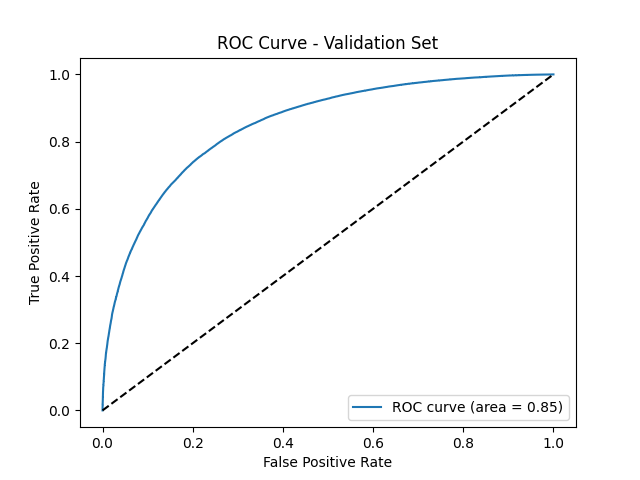 ROC Curve - Validation Set
True Positive Rate
1.0
0.8
0.6
0.4
0.2
0.0
ROC curve (area = 0.85)
0.0 0.2 0.4 0.6 0.8 1.0
False Positive Rate